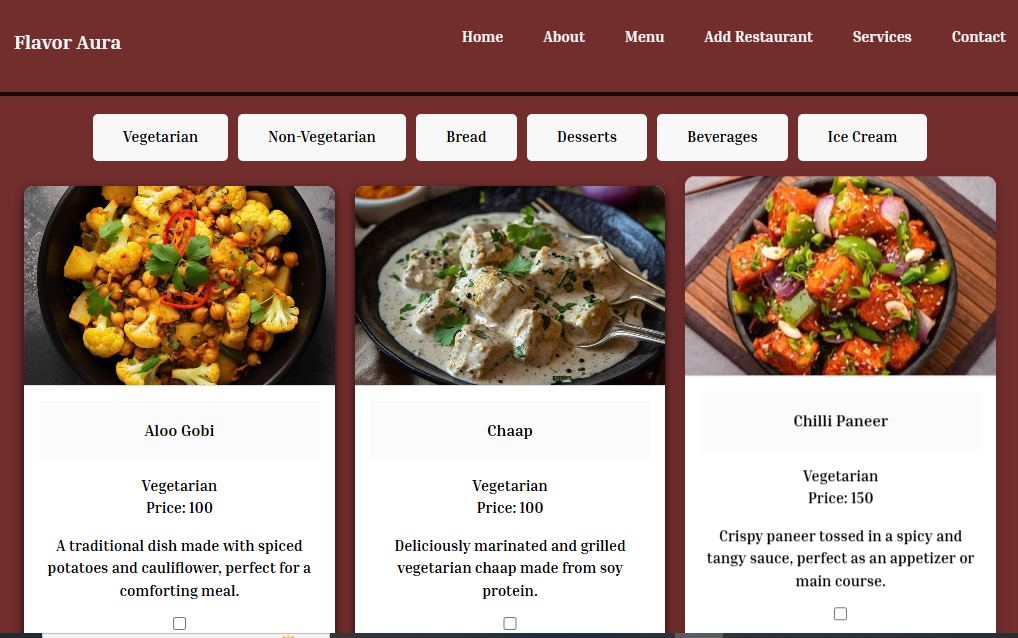 Flavor Aura
Home About Menu Add Restaurant Services Contact
Vegetarian Non-Vegetarian Bread Desserts Beverages Ice Cream
Aloo Gobi
Vegetarian
Price: 100
A traditional dish made with spiced
potatoes and cauliflower, perfect for a
comforting meal.
Chaap
Vegetarian
Price: 100
Deliciously marinated and grilled
vegetarian chaap made from soy
protein.
Chilli Paneer
Vegetarian
Price: 150
Crispy paneer tossed in a spicy and
tangy sauce, perfect as an appetizer or
main course.